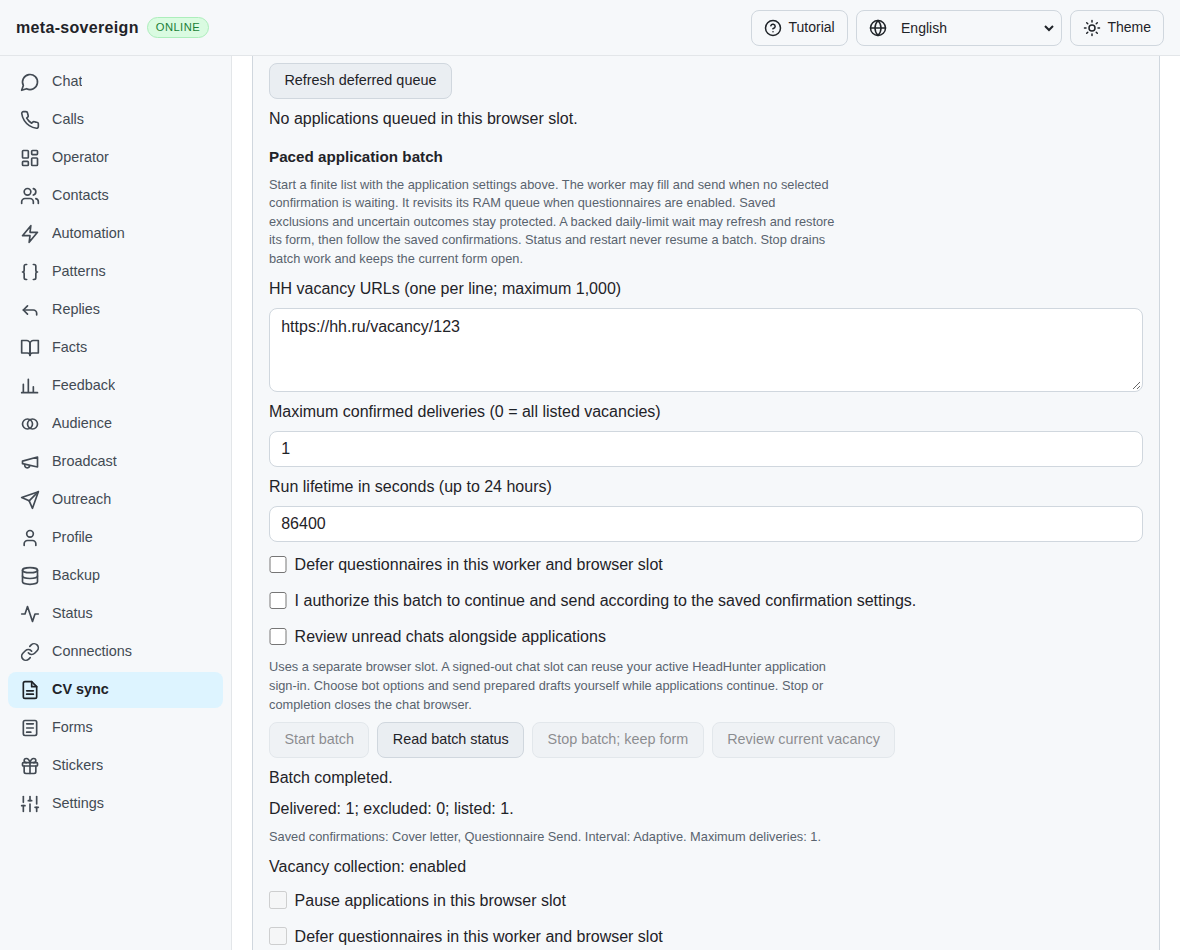 meta-sovereign ONLINE Tutorial English Theme
Chat
Calls
Operator
Contacts
Automation
Patterns
Replies
Facts
Feedback
Audience
Broadcast
Outreach
Profile
Backup
Status
Connections
CV sync
Forms
Stickers
Settings
Refresh deferred queue
No applications queued in this browser slot.
Paced application batch
Start a finite list with the application settings above. The worker may fill and send when no selected
confirmation is waiting. It revisits its RAM queue when questionnaires are enabled. Saved
exclusions and uncertain outcomes stay protected. A backed daily-limit wait may refresh and restore
its form, then follow the saved confirmations. Status and restart never resume a batch. Stop drains
batch work and keeps the current form open.
HH vacancy URLs (one per line; maximum 1,000)
https://hh.ru/vacancy/123
Maximum confirmed deliveries (0 = all listed vacancies)
1
Run lifetime in seconds (up to 24 hours)
86400
Defer questionnaires in this worker and browser slot
I authorize this batch to continue and send according to the saved confirmation settings.
Review unread chats alongside applications
Uses a separate browser slot. A signed-out chat slot can reuse your active HeadHunter application
sign-in. Choose bot options and send prepared drafts yourself while applications continue. Stop or
completion closes the chat browser.
Start batch Read batch status Stop batch; keep form Review current vacancy
Batch completed.
Delivered: 1; excluded: 0; listed: 1.
Saved confirmations: Cover letter, Questionnaire Send. Interval: Adaptive. Maximum deliveries: 1.
Vacancy collection: enabled
Pause applications in this browser slot
Defer questionnaires in this worker and browser slot